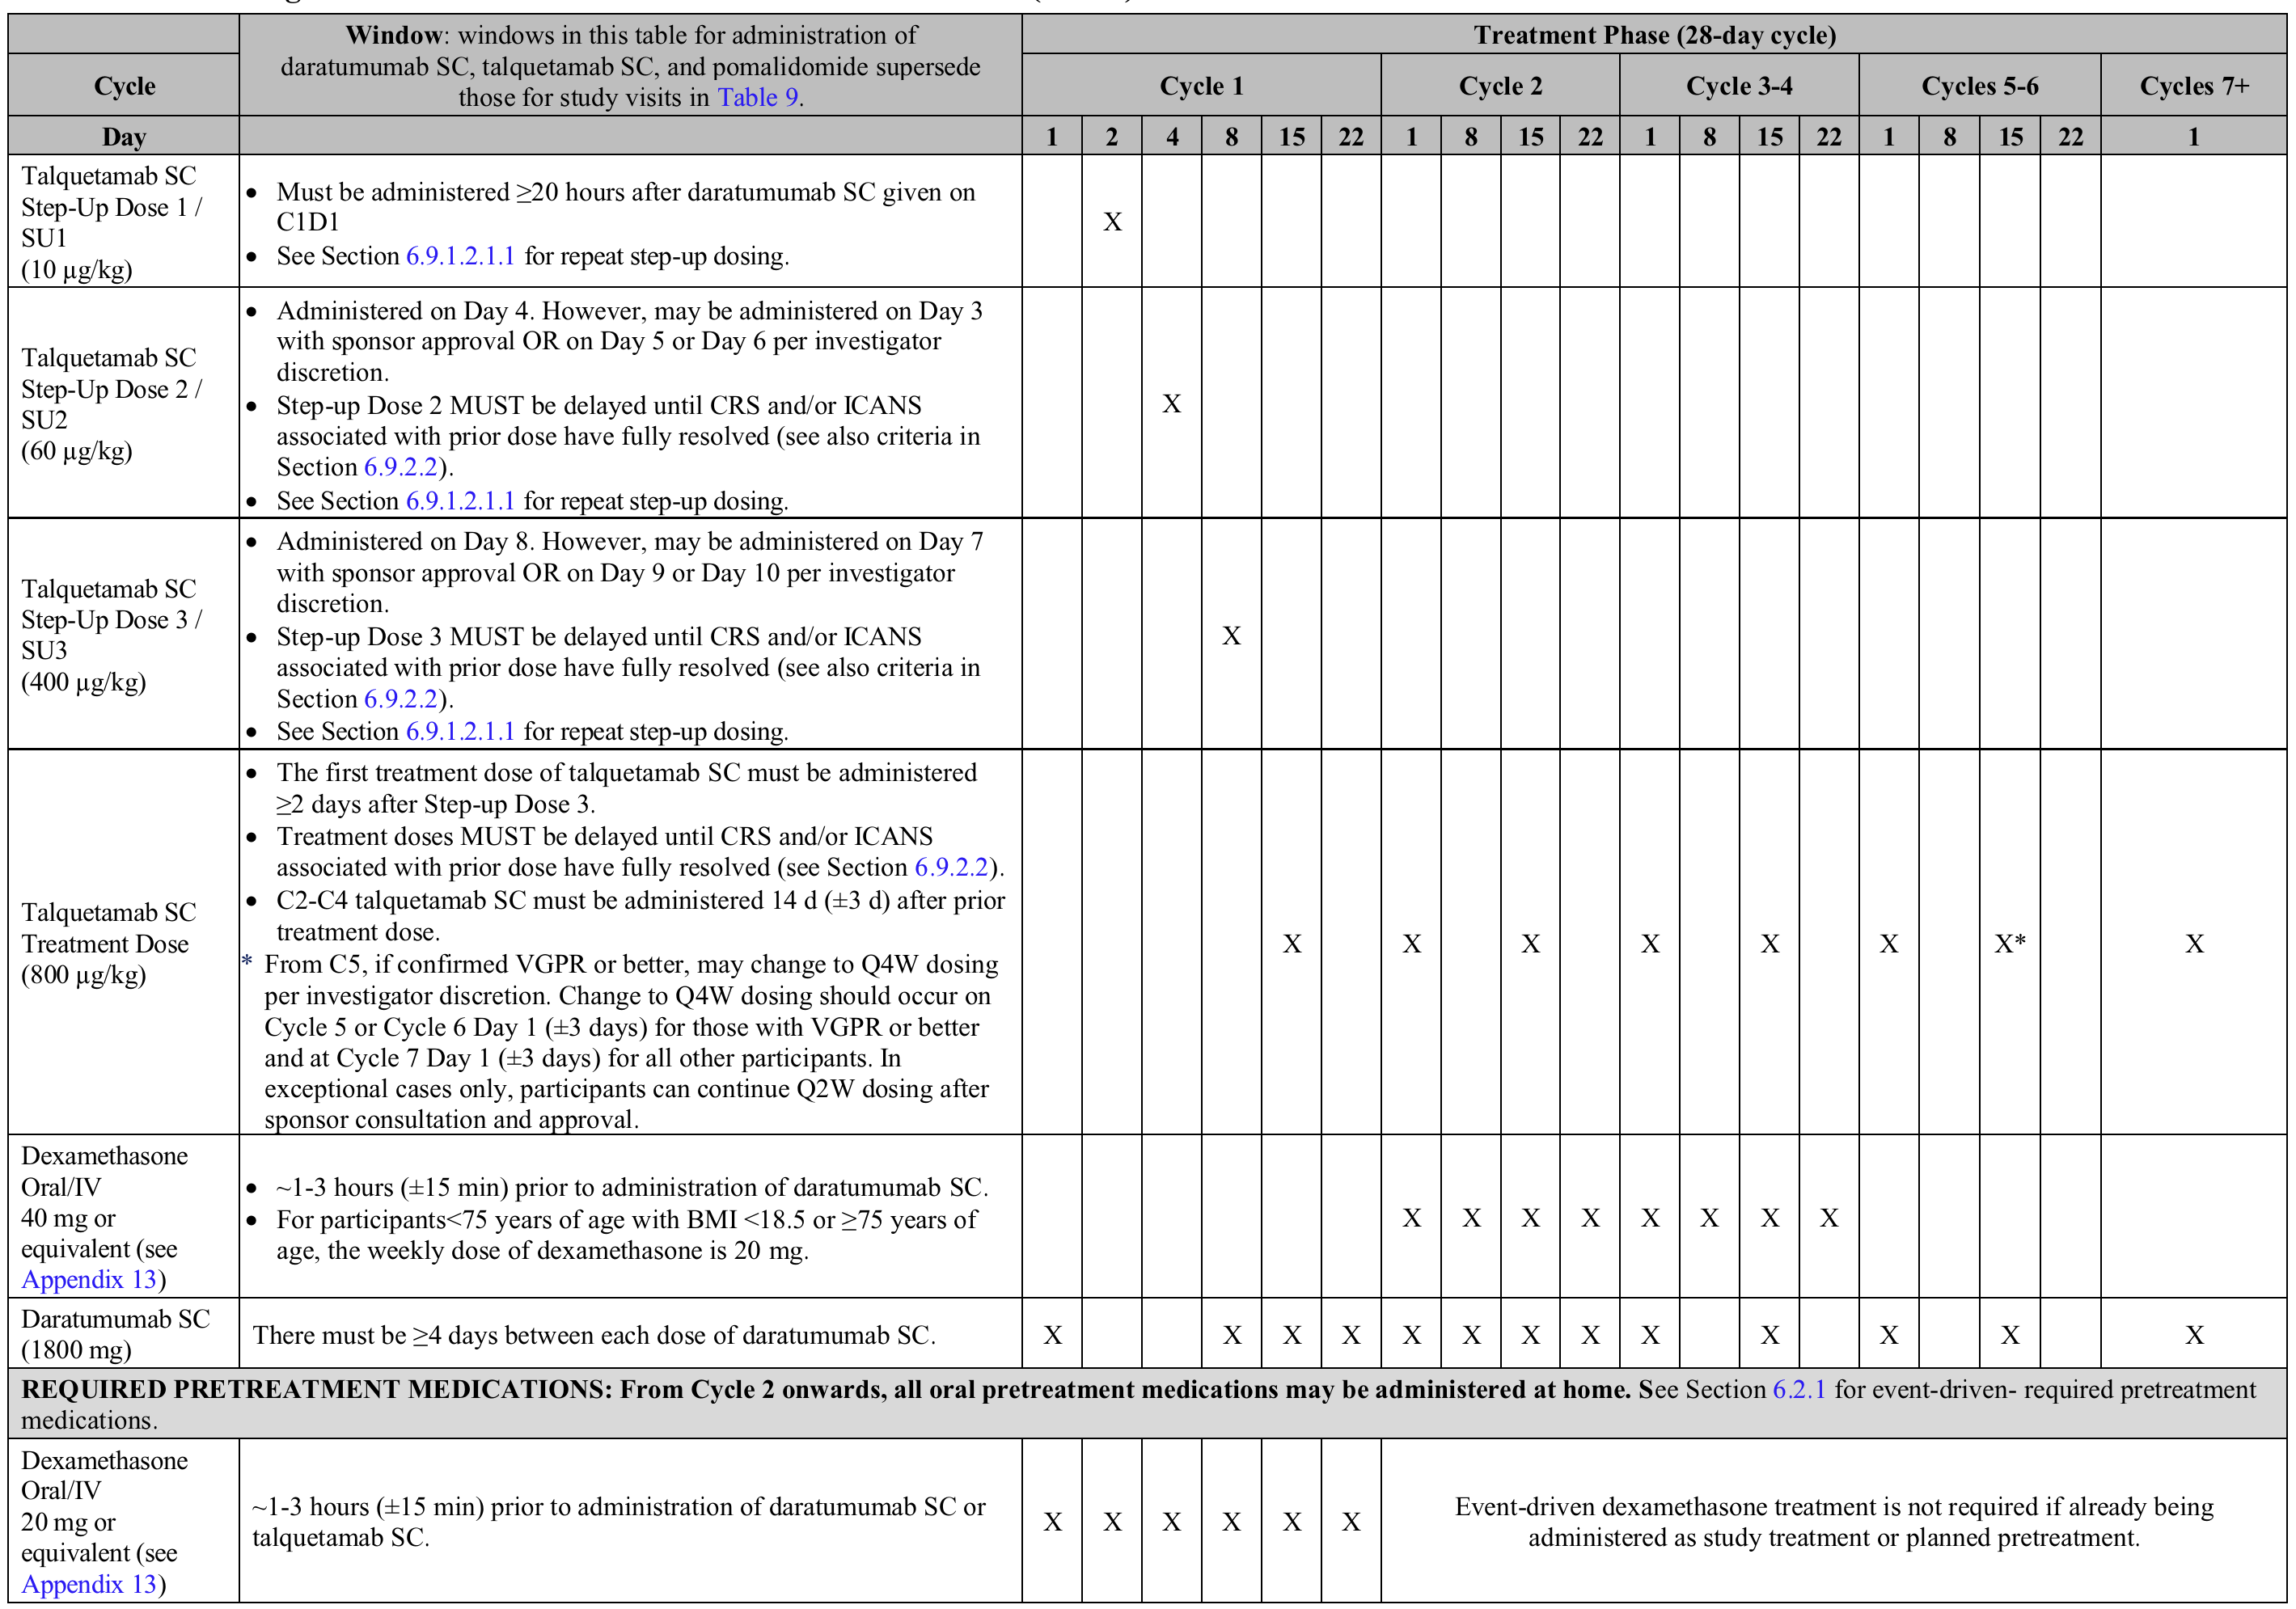 Window: windows in this table for administration of
daratumumab SC, talquetamab SC, and pomalidomide supersede
those for study visits in Table 9.
Treatment Phase (28-day cycle)
Cycle
Cycle 1
Cycle 2
Cycle 3-4
Cycles 5-6
Cycles 7+
Day
1 2 4 8 15 22 1 8 15 22 1 8 15 22 1 8 15 22 1
Talquetamab SC
Step-Up Dose 1 /
SU1
(10 µg/kg)
• Must be administered ≥20 hours after daratumumab SC given on
C1D1
• See Section 6.9.1.2.1.1 for repeat step-up dosing.
X
Talquetamab SC
Step-Up Dose 2 /
SU2
(60 µg/kg)
• Administered on Day 4. However, may be administered on Day 3
with sponsor approval OR on Day 5 or Day 6 per investigator
discretion.
• Step-up Dose 2 MUST be delayed until CRS and/or ICANS
associated with prior dose have fully resolved (see also criteria in
Section 6.9.2.2).
• See Section 6.9.1.2.1.1 for repeat step-up dosing.
X
Talquetamab SC
Step-Up Dose 3 /
SU3
(400 µg/kg)
• Administered on Day 8. However, may be administered on Day 7
with sponsor approval OR on Day 9 or Day 10 per investigator
discretion.
• Step-up Dose 3 MUST be delayed until CRS and/or ICANS
associated with prior dose have fully resolved (see also criteria in
Section 6.9.2.2).
• See Section 6.9.1.2.1.1 for repeat step-up dosing.
X
Talquetamab SC
Treatment Dose
(800 µg/kg)
• The first treatment dose of talquetamab SC must be administered
≥2 days after Step-up Dose 3.
• Treatment doses MUST be delayed until CRS and/or ICANS
associated with prior dose have fully resolved (see Section 6.9.2.2).
• C2-C4 talquetamab SC must be administered 14 d (±3 d) after prior
treatment dose.
* From C5, if confirmed VGPR or better, may change to Q4W dosing
per investigator discretion. Change to Q4W dosing should occur on
Cycle 5 or Cycle 6 Day 1 (±3 days) for those with VGPR or better
and at Cycle 7 Day 1 (±3 days) for all other participants. In
exceptional cases only, participants can continue Q2W dosing after
sponsor consultation and approval.
X X X X X X X* X
Dexamethasone
Oral/IV
40 mg or
equivalent (see
Appendix 13)
• ~1-3 hours (±15 min) prior to administration of daratumumab SC.
• For participants<75 years of age with BMI <18.5 or ≥75 years of
age, the weekly dose of dexamethasone is 20 mg.
X X X X X X X X
Daratumumab SC
(1800 mg)
There must be ≥4 days between each dose of daratumumab SC.
X X X X X X X X X X X X X
REQUIRED PRETREATMENT MEDICATIONS: From Cycle 2 onwards, all oral pretreatment medications may be administered at home. See Section 6.2.1 for event-driven- required pretreatment
medications.
Dexamethasone
Oral/IV
20 mg or
equivalent (see
Appendix 13)
~1-3 hours (±15 min) prior to administration of daratumumab SC or
talquetamab SC.
X X X X X X
Event-driven dexamethasone treatment is not required if already being
administered as study treatment or planned pretreatment.